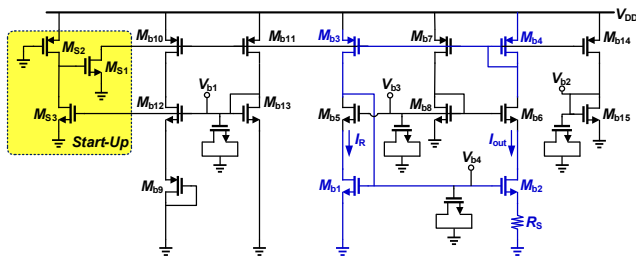 V_DD
M_S2
M_S1
M_b10
M_b11
M_b3
M_b7
M_b4
M_b14
V_b1
V_b3
V_b2
M_S3
M_b12
M_b13
M_b5
M_b8
M_b6
M_b15
Start-Up
I_R
I_out
V_b4
M_b9
M_b1
M_b2
R_S